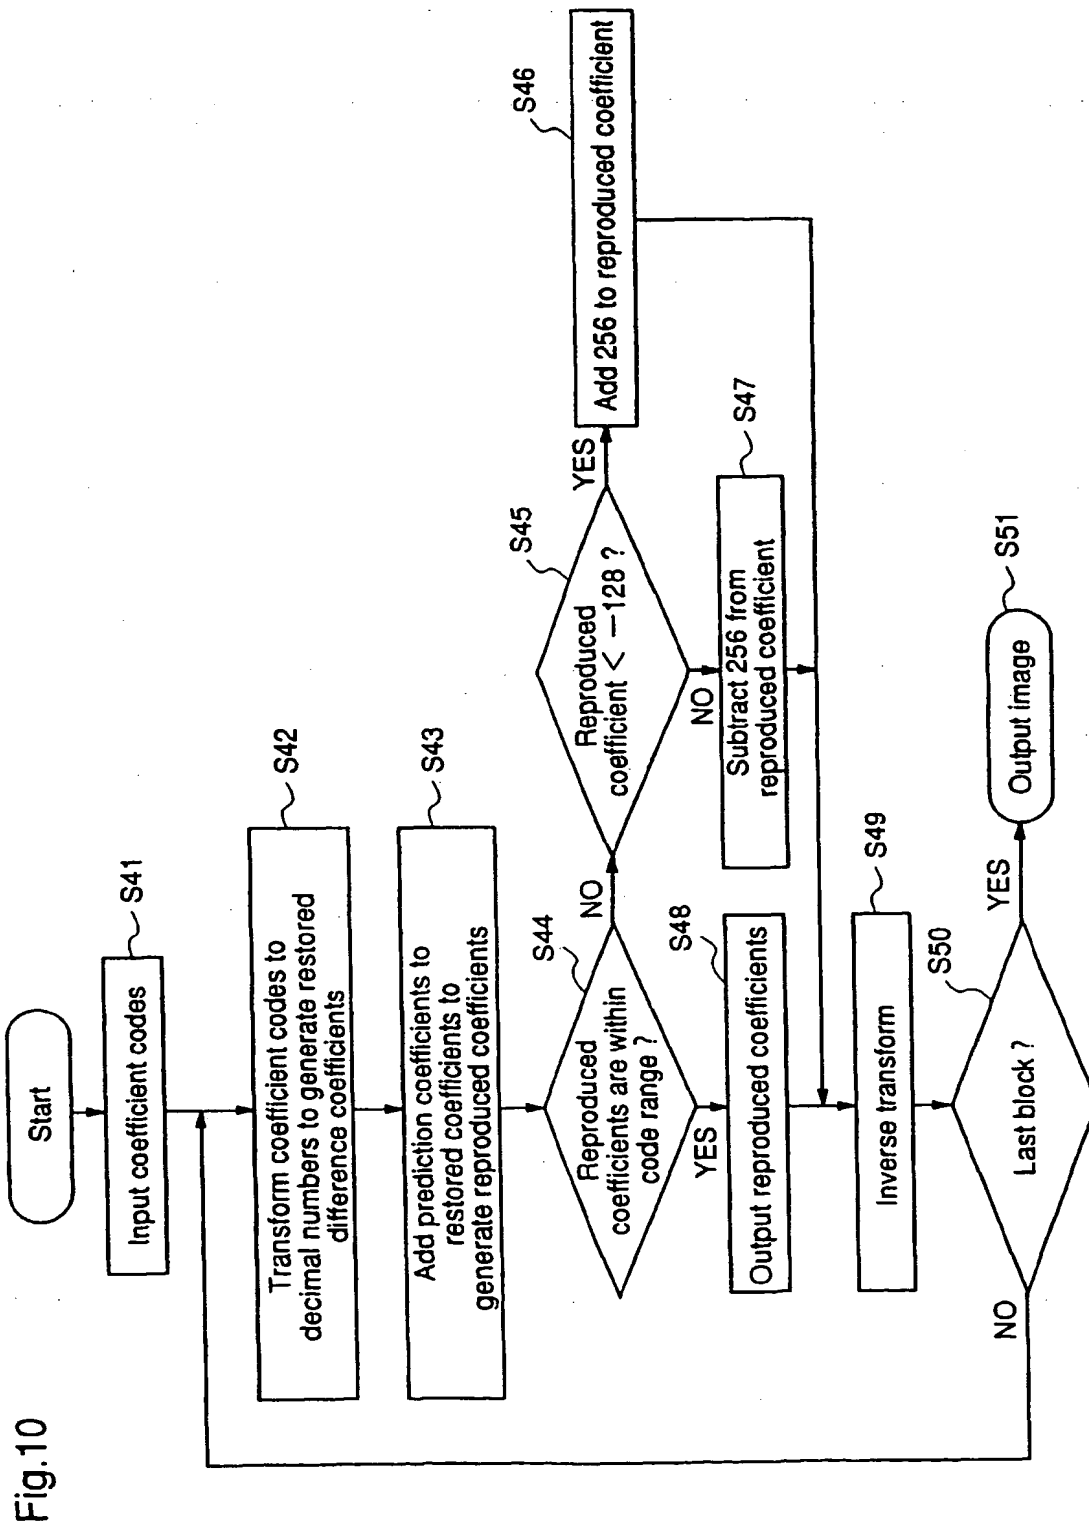 Fig.10
Start
Input coefficient codes
S41
Transform coefficient codes to
decimal numbers to generate restored
difference coefficients
S42
Add prediction coefficients to
restored coefficients to
generate reproduced coefficients
S43
Reproduced
coefficients are within
code range ?
S44
NO
YES
Reproduced
coefficient < —128 ?
S45
YES
NO
Add 256 to reproduced coefficient
S46
Subtract 256 from
reproduced coefficient
S47
Output reproduced coefficients
S48
Inverse transform
S49
Last block ?
S50
YES
NO
Output image
S51